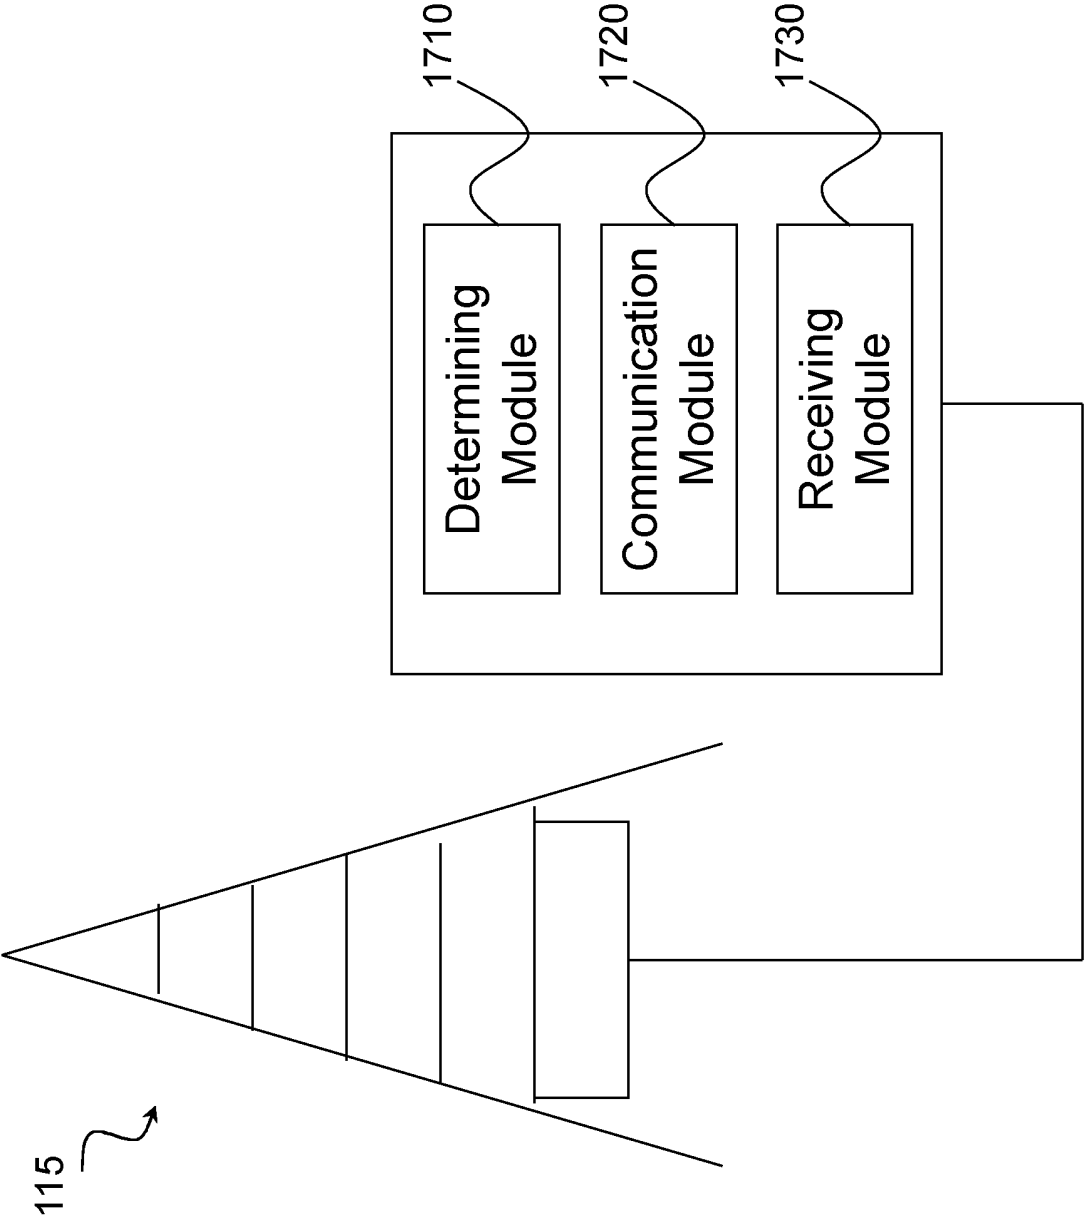 115
Determining
Module
1710
Communication
Module
1720
Receiving
Module
1730